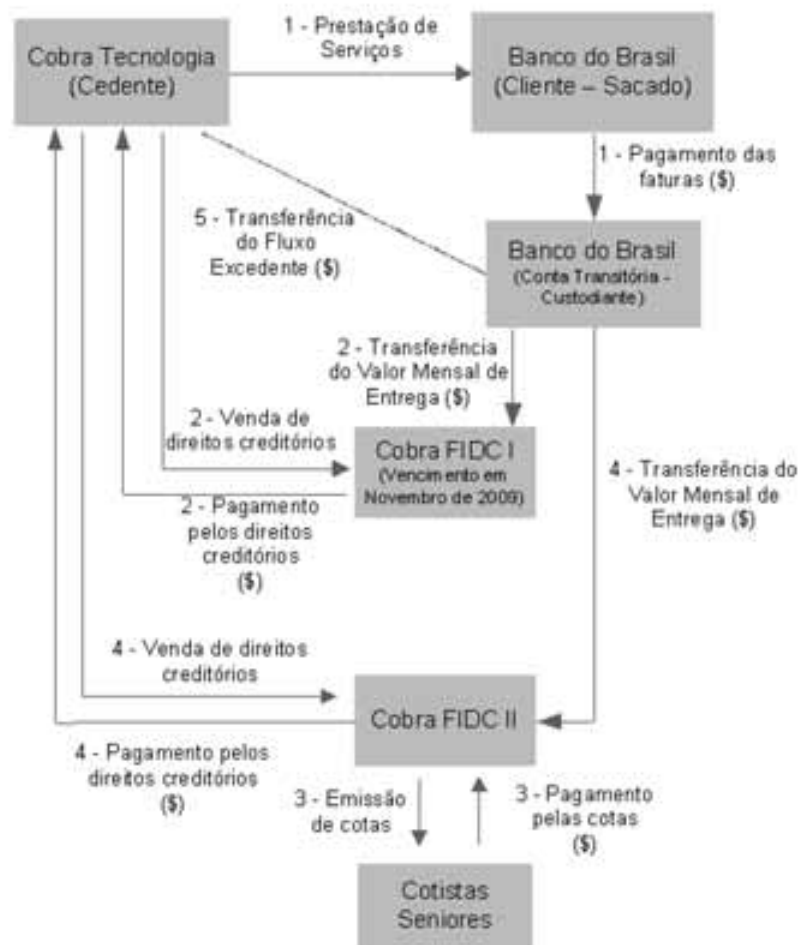 1 - Prestação de
Serviços
Cobra Tecnologia
(Cedente)
Banco do Brasil
(Cliente – Sacado)
1 - Pagamento das
faturas ($)
5 - Transferência
do Fluxo
Excedente ($)
Banco do Brasil
(Conta Transitória -
Custodiante)
2 - Transferência
do Valor Mensal de
Entrega ($)
2 - Venda de
direitos creditórios
Cobra FIDC I
(Vencimento em
Novembro de 2009)
4 - Transferência do
Valor Mensal de
Entrega ($)
2 - Pagamento
pelos direitos
creditórios
($)
4 - Venda de direitos
creditórios
Cobra FIDC II
4 - Pagamento pelos
direitos creditórios
($)
3 - Emissão
de cotas
3 - Pagamento
pelas cotas
($)
Cotistas
Seniores